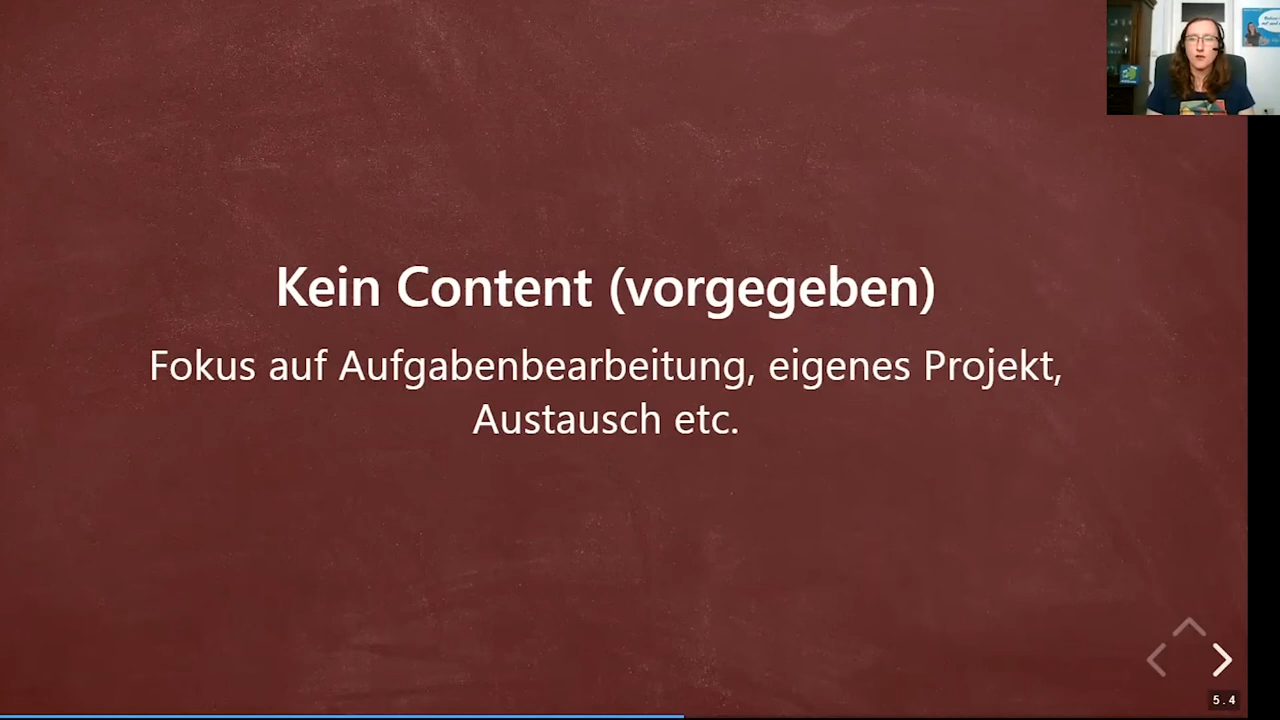 Kein Content (vorgegeben)
Fokus auf Aufgabenbearbeitung, eigenes Projekt,
Austausch etc.
5.4